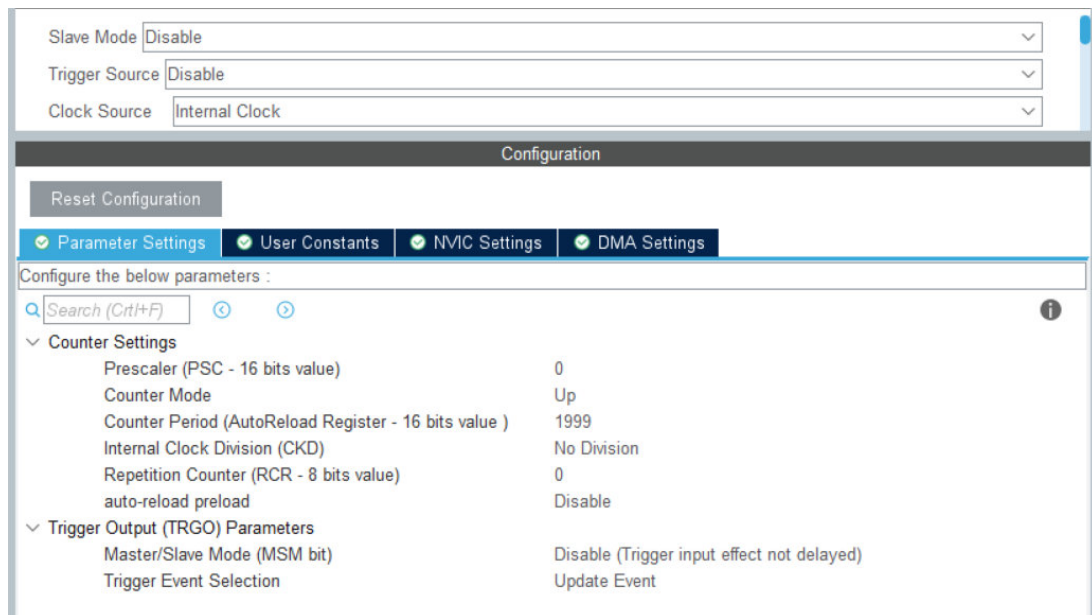 Slave Mode Disable
Trigger Source Disable
Clock Source Internal Clock
Configuration
Reset Configuration
Parameter Settings User Constants NVIC Settings DMA Settings
Configure the below parameters :
Search (Crtl+F)
Counter Settings
Prescaler (PSC - 16 bits value) 0
Counter Mode Up
Counter Period (AutoReload Register - 16 bits value ) 1999
Internal Clock Division (CKD) No Division
Repetition Counter (RCR - 8 bits value) 0
auto-reload preload Disable
Trigger Output (TRGO) Parameters
Master/Slave Mode (MSM bit) Disable (Trigger input effect not delayed)
Trigger Event Selection Update Event